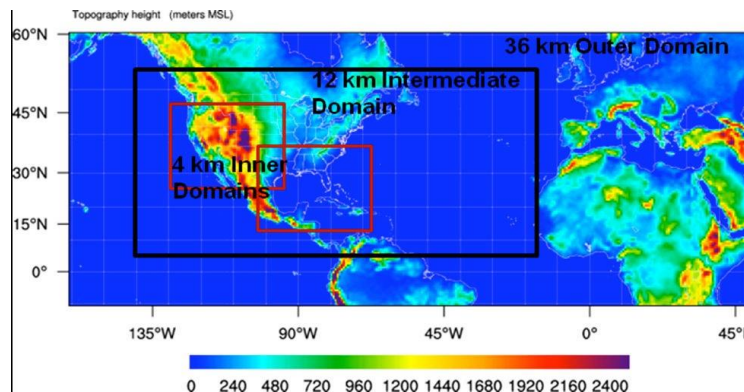 Topography height (meters MSL)
60°N
36 km Outer Domain
12 km Intermediate
Domain
45°N
4 km Inner
Domains
30°N
15°N
0°
135°W 90°W 45°W 0° 45°
0 240 480 720 960 1200 1440 1680 1920 2160 2400